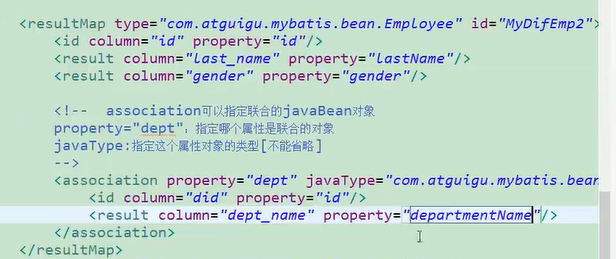 <resultMap type="com.atguigu.mybatis.bean.Employee" id="MyDifEmp2">
<id column="id" property="id"/>
<result column="last_name" property="lastName"/>
<result column="gender" property="gender"/>
<!-- association可以指定联合的javaBean对象
property="dept"：指定哪个属性是联合的对象
javaType:指定这个属性对象的类型[不能省略]
-->
<association property="dept" javaType="com.atguigu.mybatis.bean
<id column="did" property="id"/>
<result column="dept_name" property="departmentName"/>
</association>
</resultMap>